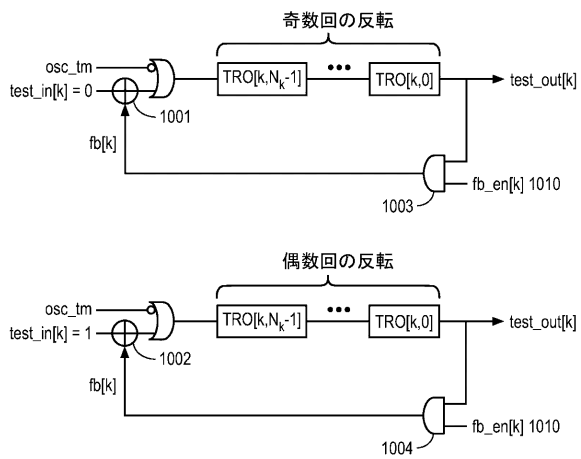 奇数回の反転
osc_tm
test_in[k] = 0
TRO[k,Nk-1]
•••
TRO[k,0]
test_out[k]
1001
fb[k]
fb_en[k] 1010
1003
偶数回の反転
osc_tm
test_in[k] = 1
TRO[k,Nk-1]
•••
TRO[k,0]
test_out[k]
1002
fb[k]
fb_en[k] 1010
1004